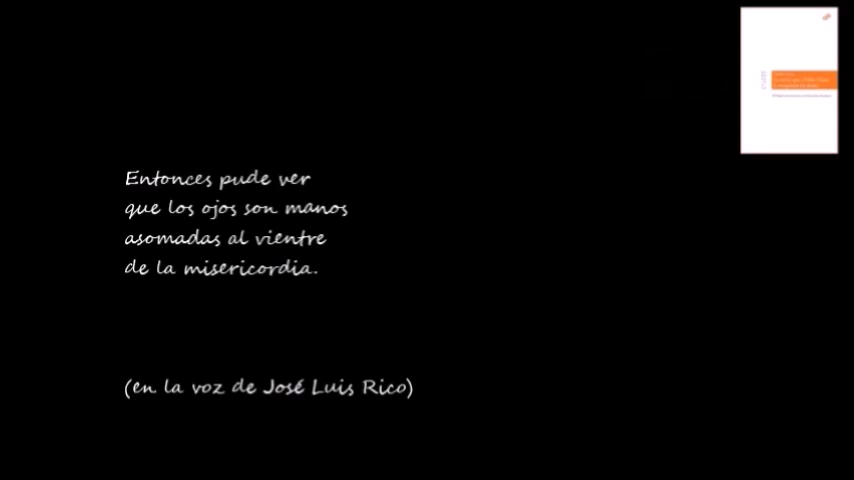 Entonces pude ver
que los ojos son manos
asomadas al vientre
de la misericordia.
(en la voz de José Luis Rico)